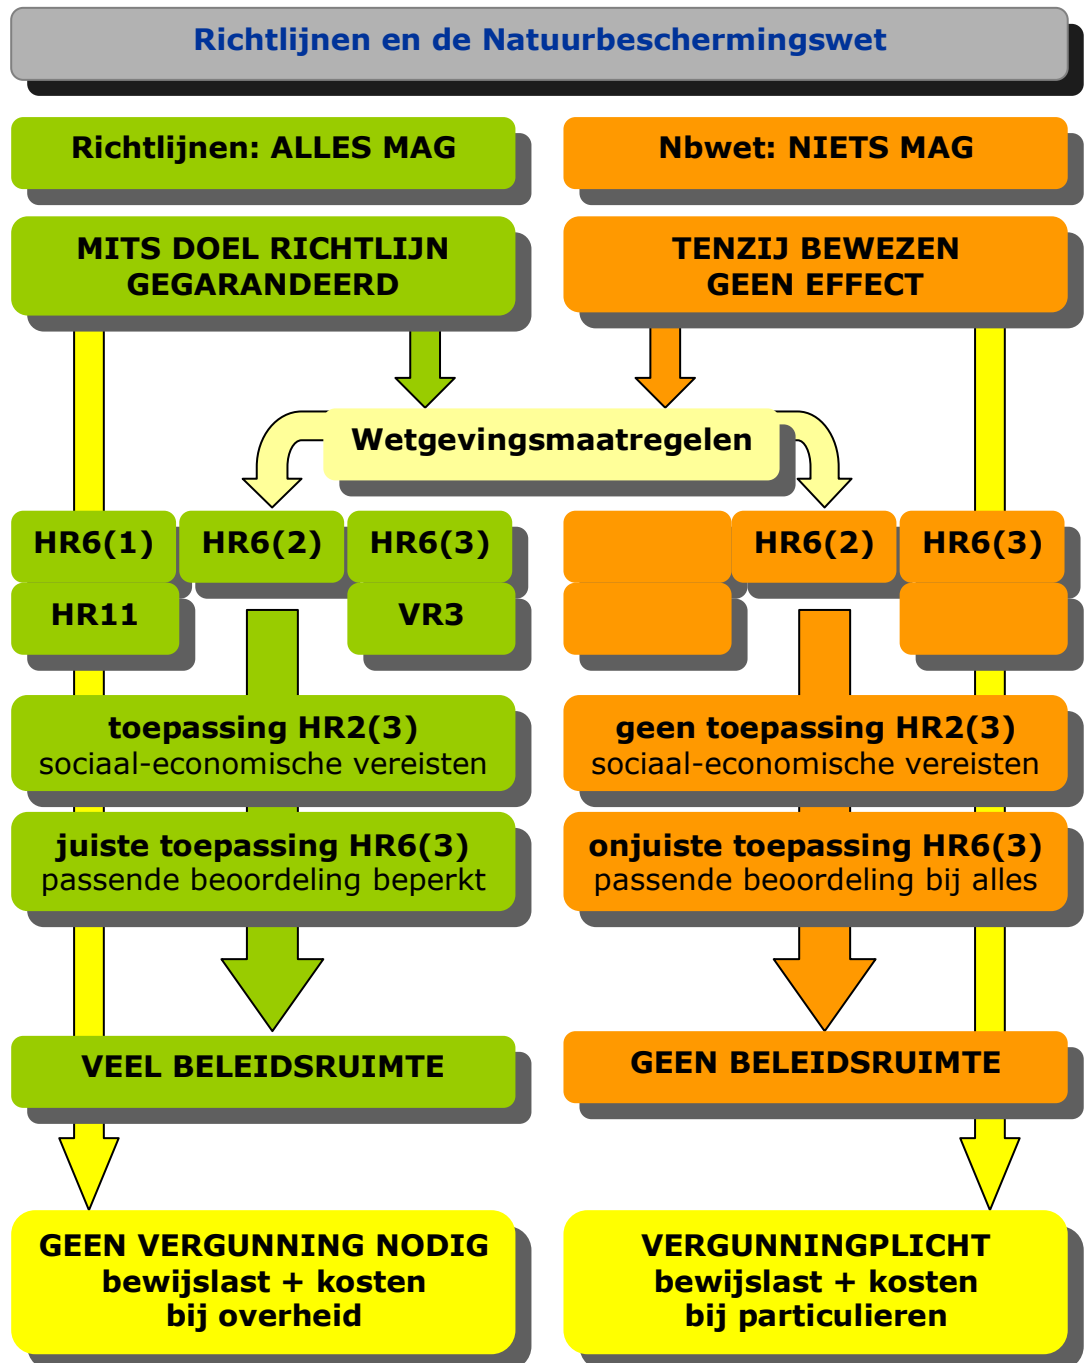 Richtlijnen en de Natuurbeschermingswet
Richtlijnen: ALLES MAG
Nbwet: NIETS MAG
MITS DOEL RICHTLIJN
GEGARANDEERD
TENZIJ BEWEZEN
GEEN EFFECT
Wetgevingsmaatregelen
HR6(1)
HR6(2)
HR6(3)
HR11
VR3
HR6(2)
HR6(3)
toepassing HR2(3)
sociaal-economische vereisten
geen toepassing HR2(3)
sociaal-economische vereisten
juiste toepassing HR6(3)
passende beoordeling beperkt
onjuiste toepassing HR6(3)
passende beoordeling bij alles
VEEL BELEIDSRUIMTE
GEEN BELEIDSRUIMTE
GEEN VERGUNNING NODIG
bewijslast + kosten
bij overheid
VERGUNNINGPLICHT
bewijslast + kosten
bij particulieren